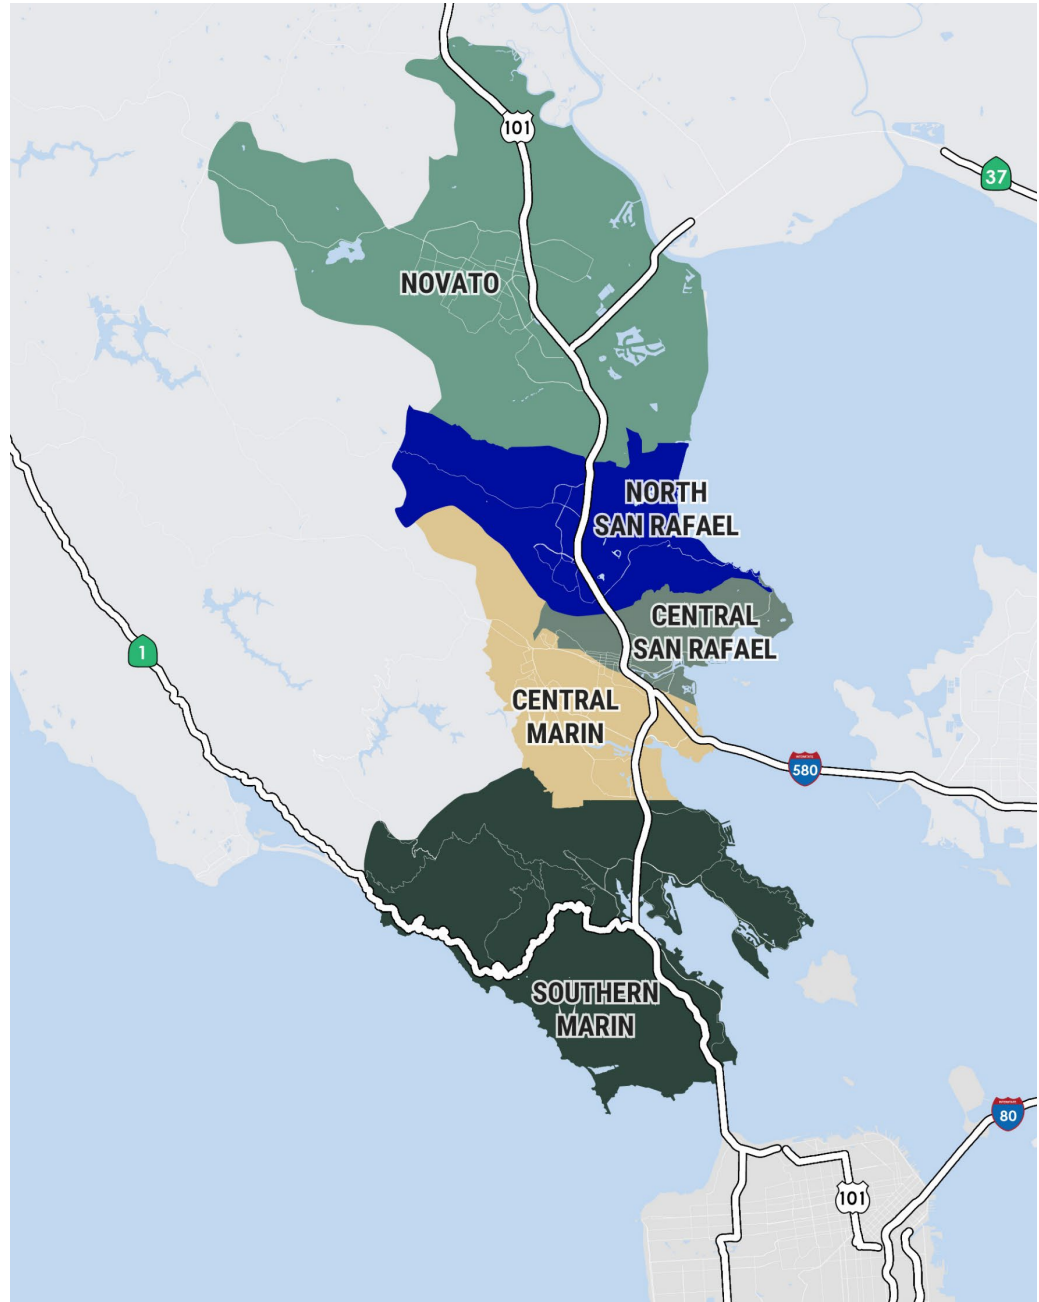 101
37
NOVATO
NORTH
SAN RAFAEL
CENTRAL
SAN RAFAEL
1
CENTRAL
MARIN
580
SOUTHERN
MARIN
80
101